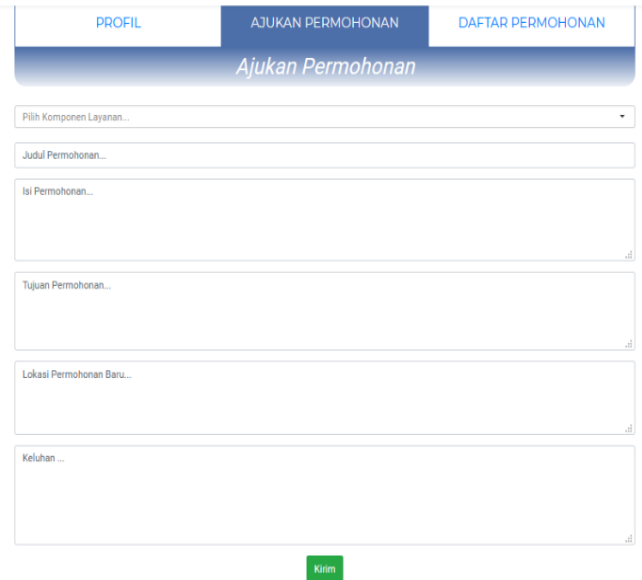 PROFIL AJUKAN PERMOHONAN DAFTAR PERMOHONAN
Ajukan Permohonan
Pilih Komponen Layanan...
Judul Permohonan...
Isi Permohonan...
Tujuan Permohonan...
Lokasi Permohonan Baru...
Keluhan ...
Kirim